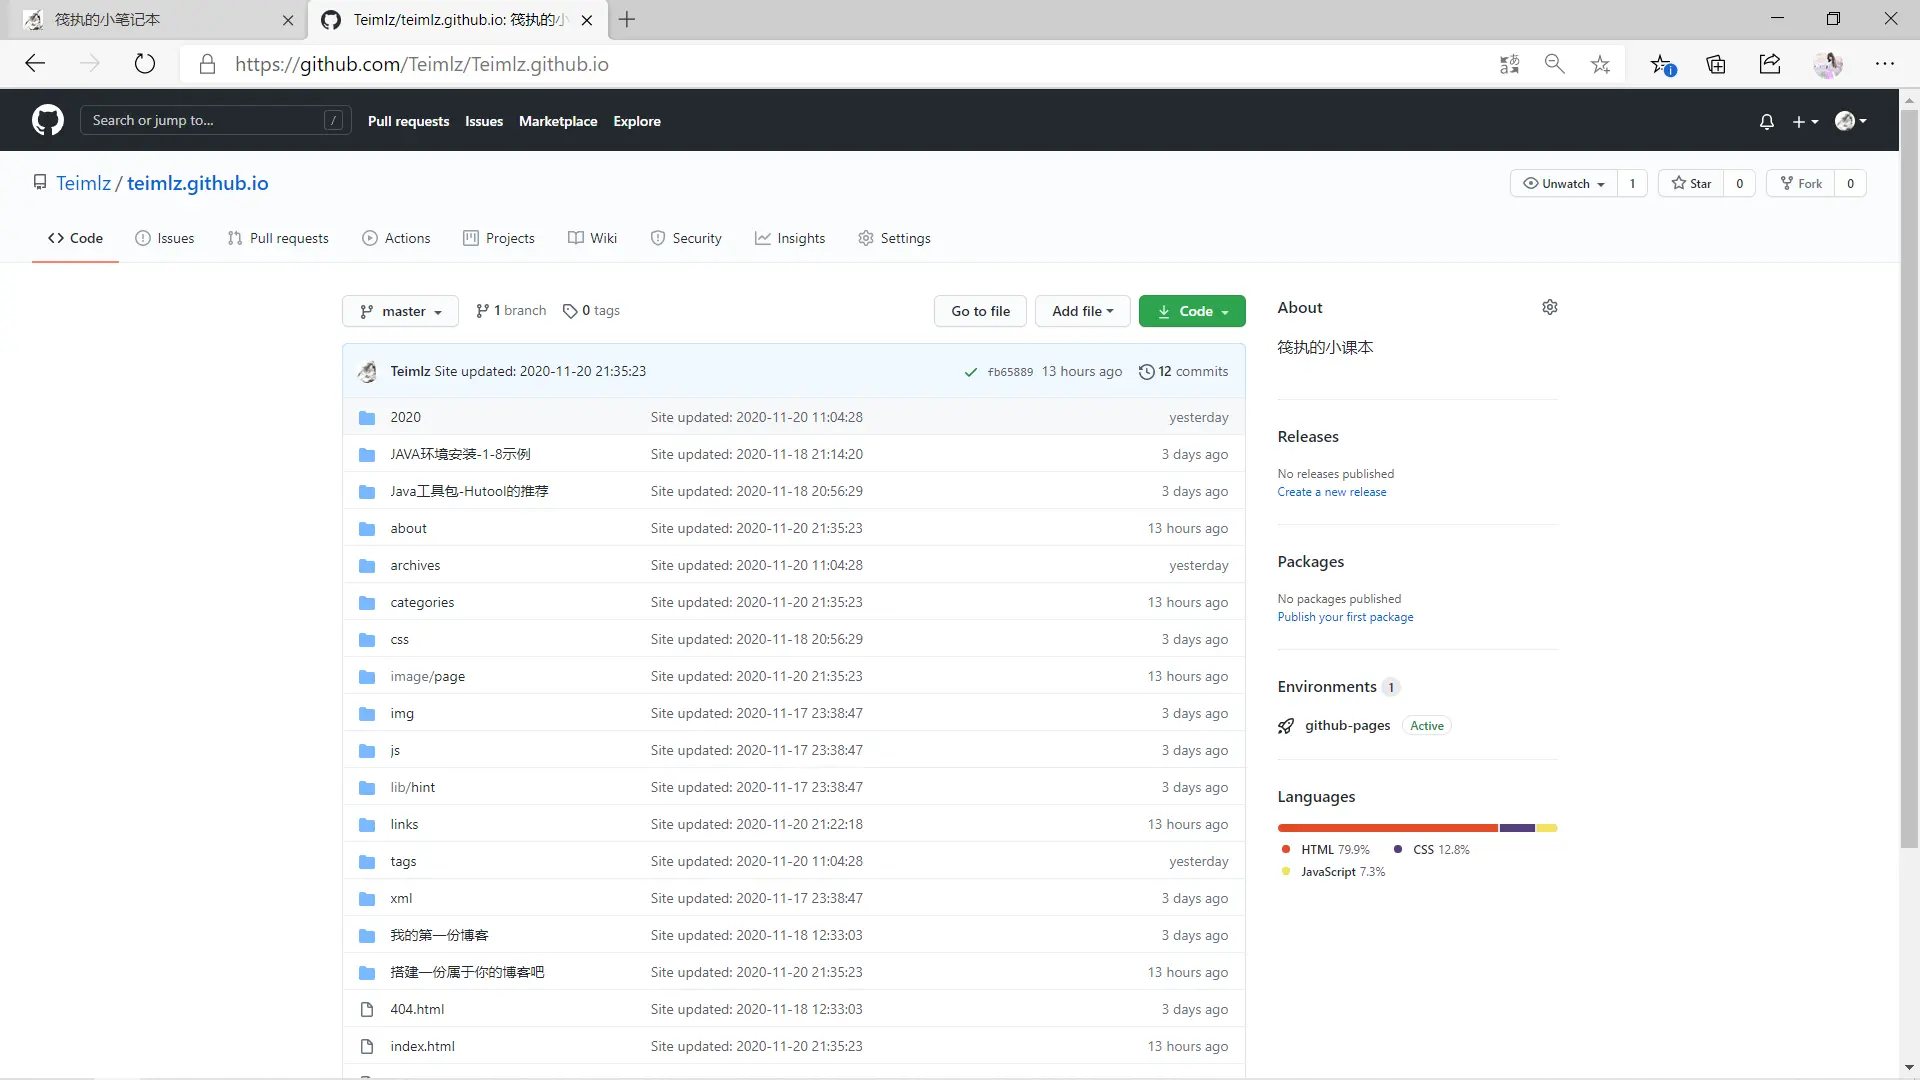 筏执的小笔记本
Teimlz/teimlz.github.io: 筏执的小
https://github.com/Teimlz/Teimlz.github.io
Search or jump to...
/
Pull requests
Issues
Marketplace
Explore
Teimlz / teimlz.github.io
Unwatch
1
Star
0
Fork
0
Code
Issues
Pull requests
Actions
Projects
Wiki
Security
Insights
Settings
master
1 branch
0 tags
Go to file
Add file
Code
Teimlz Site updated: 2020-11-20 21:35:23
fb65889 13 hours ago
12 commits
2020 Site updated: 2020-11-20 11:04:28 yesterday
JAVA环境安装-1-8示例 Site updated: 2020-11-18 21:14:20 3 days ago
Java工具包-Hutool的推荐 Site updated: 2020-11-18 20:56:29 3 days ago
about Site updated: 2020-11-20 21:35:23 13 hours ago
archives Site updated: 2020-11-20 11:04:28 yesterday
categories Site updated: 2020-11-20 21:35:23 13 hours ago
css Site updated: 2020-11-18 20:56:29 3 days ago
image/page Site updated: 2020-11-20 21:35:23 13 hours ago
img Site updated: 2020-11-17 23:38:47 3 days ago
js Site updated: 2020-11-17 23:38:47 3 days ago
lib/hint Site updated: 2020-11-17 23:38:47 3 days ago
links Site updated: 2020-11-20 21:22:18 13 hours ago
tags Site updated: 2020-11-20 11:04:28 yesterday
xml Site updated: 2020-11-17 23:38:47 3 days ago
我的第一份博客 Site updated: 2020-11-18 12:33:03 3 days ago
搭建一份属于你的博客吧 Site updated: 2020-11-20 21:35:23 13 hours ago
404.html Site updated: 2020-11-18 12:33:03 3 days ago
index.html Site updated: 2020-11-20 21:35:23 13 hours ago
About
筏执的小课本
Releases
No releases published
Create a new release
Packages
No packages published
Publish your first package
Environments 1
github-pages Active
Languages
HTML 79.9%
CSS 12.8%
JavaScript 7.3%